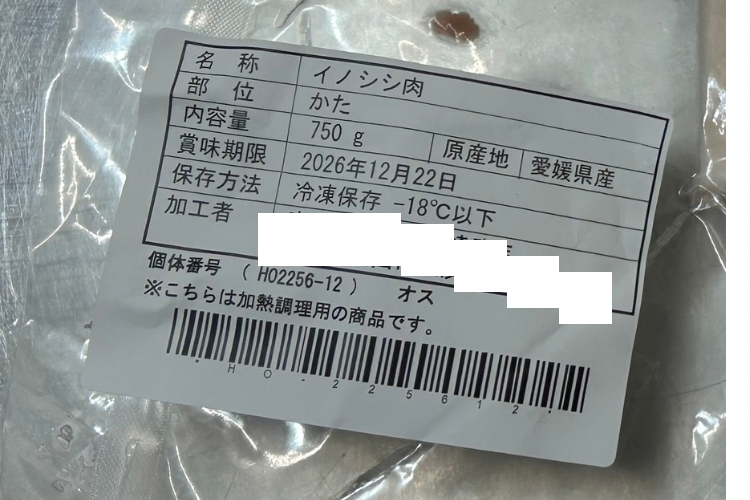 名称 イノシシ肉
部位 かた
内容量 750 g 原産地 愛媛県産
賞味期限 2026年12月22日
保存方法 冷凍保存 -18℃以下
加工者
個体番号 ( HO2256-12 ) オス
※こちらは加熱調理用の商品です。
*HO-225612*